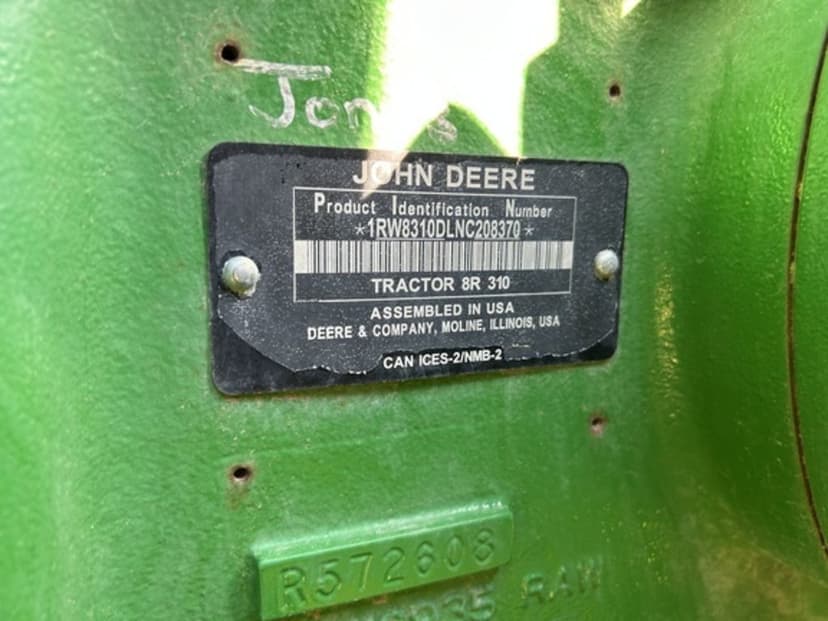 JOHN DEERE
Product Identification Number
*1RW8310DLNC208370*
TRACTOR 8R 310
ASSEMBLED IN USA
DEERE & COMPANY, MOLINE, ILLINOIS, USA
CAN ICES-2/NMB-2
R572608
RAW